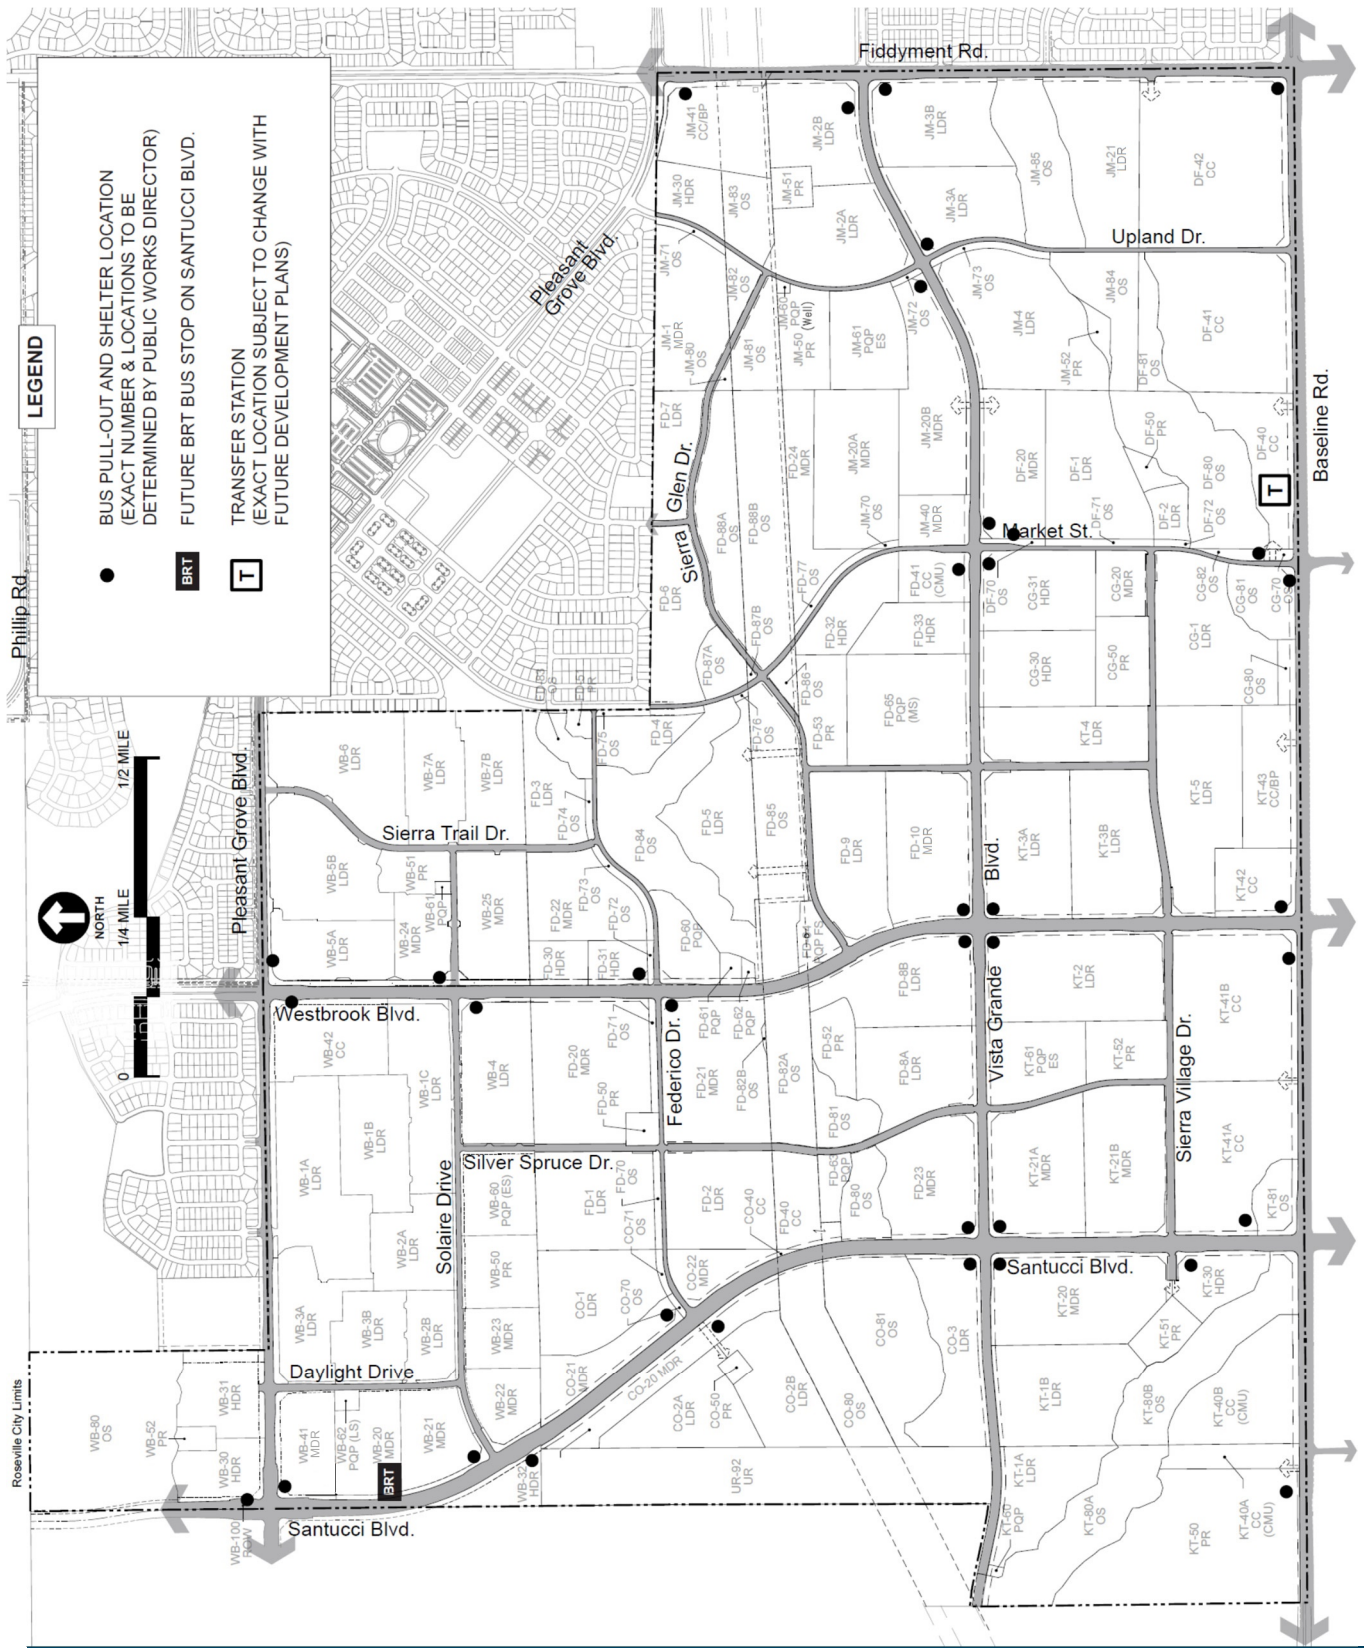 LEGEND
BUS PULL-OUT AND SHELTER LOCATION
(EXACT NUMBER & LOCATIONS TO BE
DETERMINED BY PUBLIC WORKS DIRECTOR)
BRT
FUTURE BRT BUS STOP ON SANTUCCI BLVD.
T
TRANSFER STATION
(EXACT LOCATION SUBJECT TO CHANGE WITH
FUTURE DEVELOPMENT PLANS)
NORTH
0
1/4 MILE
1/2 MILE
Phillip Rd
Fiddyment Rd.
Pleasant
Grove Blvd.
Pleasant Grove Blvd.
Upland Dr.
Baseline Rd.
Sierra Glen Dr.
Market St.
Sierra Trail Dr.
Westbrook Blvd.
Federico Dr.
Vista Grande Blvd.
Sierra Village Dr.
Silver Spruce Dr.
Solaire Drive
Santucci Blvd.
Daylight Drive
Santucci Blvd.
Roseville City Limits
BRT
T
JM-41
CC/BP
JM-2B
LDR
JM-3B
LDR
JM-30
HDR
JM-83
OS
JM-51
PR
JM-85
OS
JM-21
LDR
DF-42
CC
JM-2A
LDR
JM-3A
LDR
JM-71
OS
JM-82
OS
JM-60
PQP
(Well)
JM-72
OS
JM-73
OS
JM-84
OS
JM-1
MDR
JM-80
OS
JM-81
OS
JM-50
PR
JM-61
PQP
ES
JM-4
LDR
JM-52
PR
DF-81
OS
DF-41
CC
FD-7
LDR
FD-24
MDR
JM-20A
MDR
JM-20B
MDR
DF-20
MDR
DF-1
LDR
DF-50
PR
DF-40
CC
FD-88A
OS
FD-88B
OS
JM-70
OS
JM-40
MDR
DF-71
OS
DF-2
LDR
DF-72
OS
DF-80
OS
FD-6
LDR
FD-77
OS
FD-41
CC
(CMU)
DF-70
OS
CG-31
HDR
CG-20
MDR
CG-82
OS
CG-81
OS
CG-70
OS
FD-87A
OS
FD-87B
OS
FD-32
HDR
FD-33
HDR
CG-30
HDR
CG-50
PR
CG-1
LDR
CG-80
OS
FD-86
OS
FD-53
PR
FD-65
PQP
(MS)
FD-4
LDR
FD-75
OS
FD-76
OS
KT-4
LDR
WB-6
LDR
WB-7A
LDR
WB-7B
LDR
FD-3
LDR
FD-74
OS
FD-84
OS
FD-5
LDR
FD-85
OS
FD-9
LDR
FD-10
MDR
KT-3A
LDR
KT-3B
LDR
KT-5
LDR
KT-43
CC/BP
KT-42
CC
WB-5B
LDR
WB-51
PR
WB-61
PQP
WB-25
MDR
FD-73
OS
FD-22
MDR
FD-72
OS
WB-5A
LDR
WB-24
MDR
FD-30
HDR
FD-31
HDR
FD-60
PQP
FD-61
PQP
FD-62
PQP
FD-8B
LDR
KT-2
LDR
KT-41B
CC
WB-42
CC
WB-1C
LDR
WB-4
LDR
FD-20
MDR
FD-71
OS
FD-50
PR
FD-21
MDR
FD-82B
OS
FD-82A
OS
FD-52
PR
FD-8A
LDR
KT-61
PQP
ES
KT-52
PR
WB-1A
LDR
WB-1B
LDR
WB-2A
LDR
WB-60
PQP (ES)
WB-50
PR
FD-1
LDR
FD-70
OS
FD-2
LDR
FD-81
OS
FD-63
PQP
FD-80
OS
FD-23
MDR
KT-21A
MDR
KT-21B
MDR
KT-41A
CC
KT-81
OS
CO-71
OS
CO-40
CC
FD-40
CC
CO-22
MDR
CO-70
OS
CO-1
LDR
WB-3A
LDR
WB-3B
LDR
WB-2B
LDR
WB-23
MDR
WB-22
MDR
CO-21
MDR
CO-20 MDR
CO-2A
LDR
CO-50
PR
CO-2B
LDR
CO-80
OS
CO-81
OS
CO-3
LDR
KT-20
MDR
KT-51
PR
KT-30
HDR
KT-1B
LDR
KT-80B
OS
KT-40B
CC
(CMU)
WB-80
OS
WB-52
PR
WB-31
HDR
WB-30
HDR
WB-41
MDR
WB-62
PQP (LS)
WB-20
MDR
WB-21
MDR
WB-32
HDR
WB-100
ROW
UR-92
UR
KT-1A
LDR
KT-60
PQP
KT-80A
OS
KT-50
PR
KT-40A
CC
(CMU)